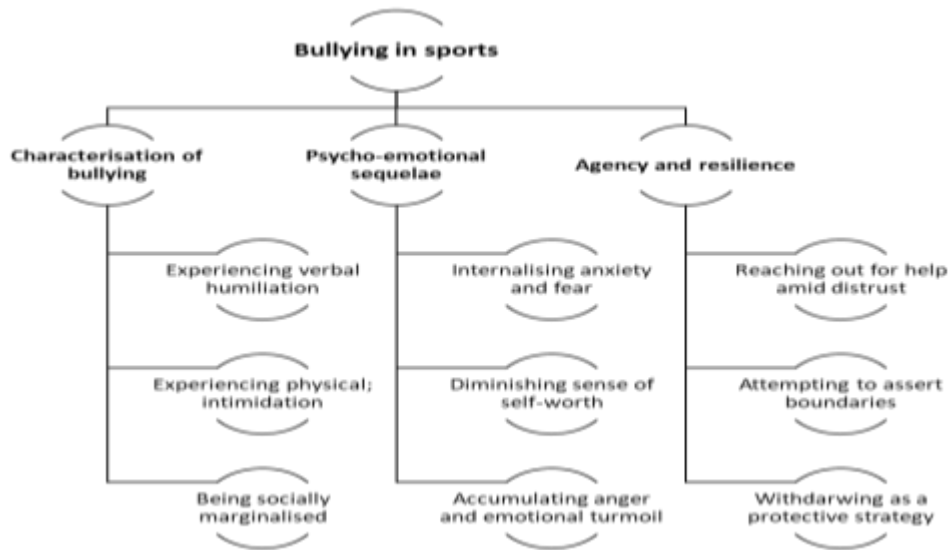 Bullying in sports
Characterisation of
bullying
Experiencing verbal
humiliation
Experiencing physical;
intimidation
Being socially
marginalised
Psycho-emotional
sequelae
Internalising anxiety
and fear
Diminishing sense of
self-worth
Accumulating anger
and emotional turmoil
Agency and resilience
Reaching out for help
amid distrust
Attempting to assert
boundaries
Withdarwing as a
protective strategy